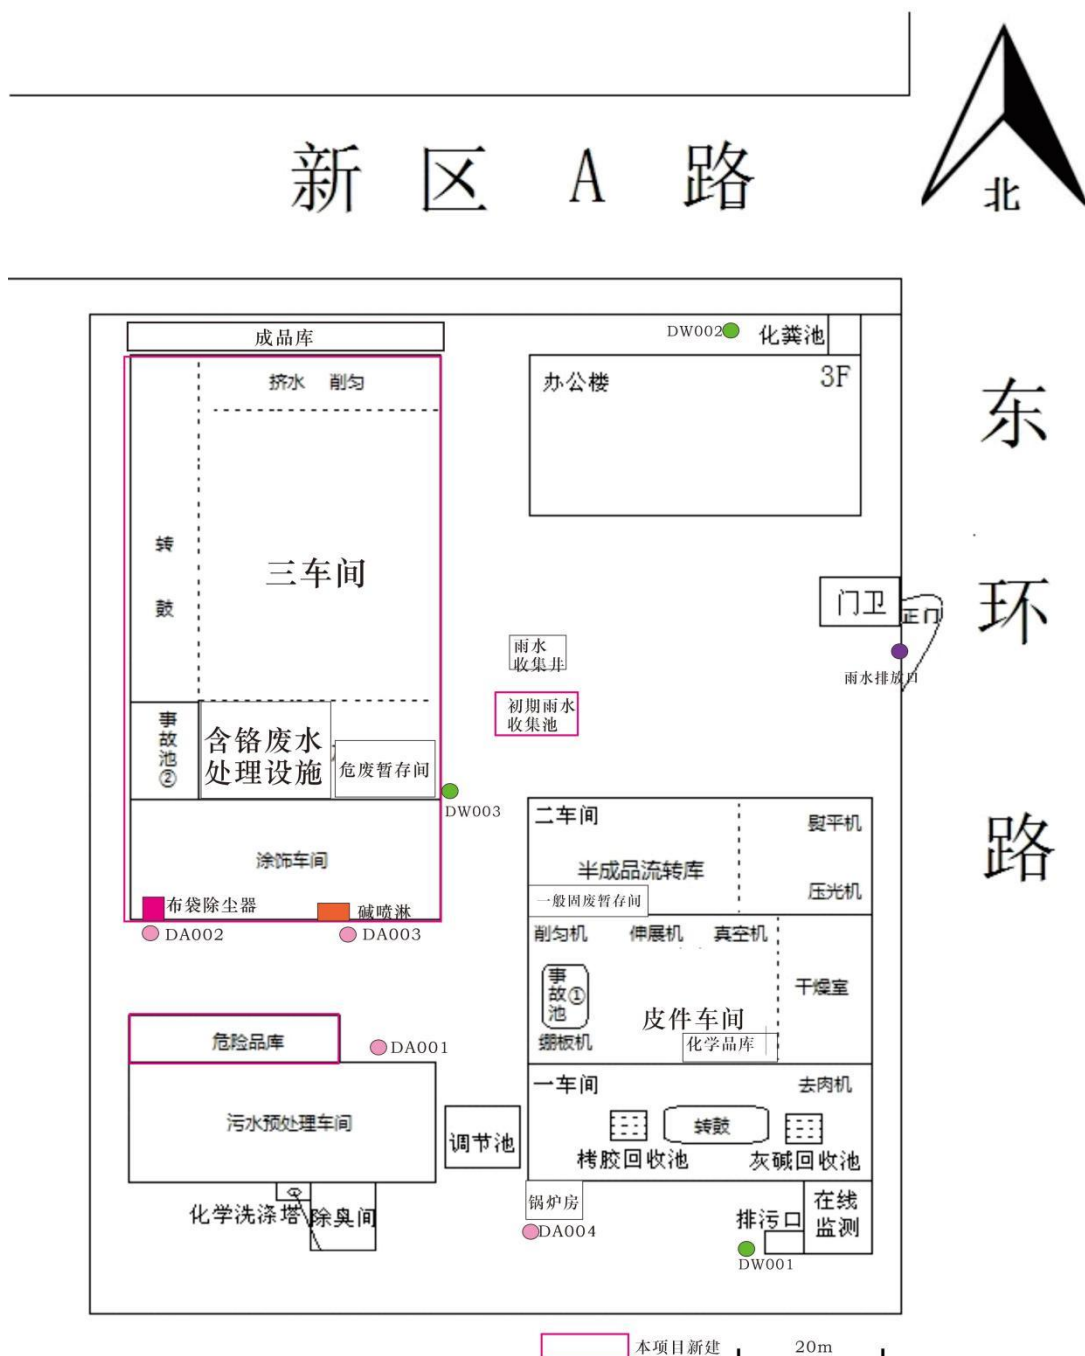 新区A路
北
东环路
成品库
挤水 削匀
转鼓
三车间
事故池②
含铬废水
处理设施
危废暂存间
DW003
涂饰车间
布袋除尘器
碱喷淋
DA002
DA003
DW002
化粪池
办公楼
3F
门卫
正门
雨水排放口
雨水
收集井
初期雨水
收集池
二车间
熨平机
半成品流转库
压光机
一般固废暂存间
削匀机 伸展机 真空机
事故池①
干燥室
皮件车间
绷板机
化学品库
一车间
去肉机
转鼓
栲胶回收池
灰碱回收池
危险品库
DA001
污水预处理车间
调节池
化学洗涤塔
除臭间
锅炉房
DA004
排污口
在线
监测
DW001
本项目新建
20m